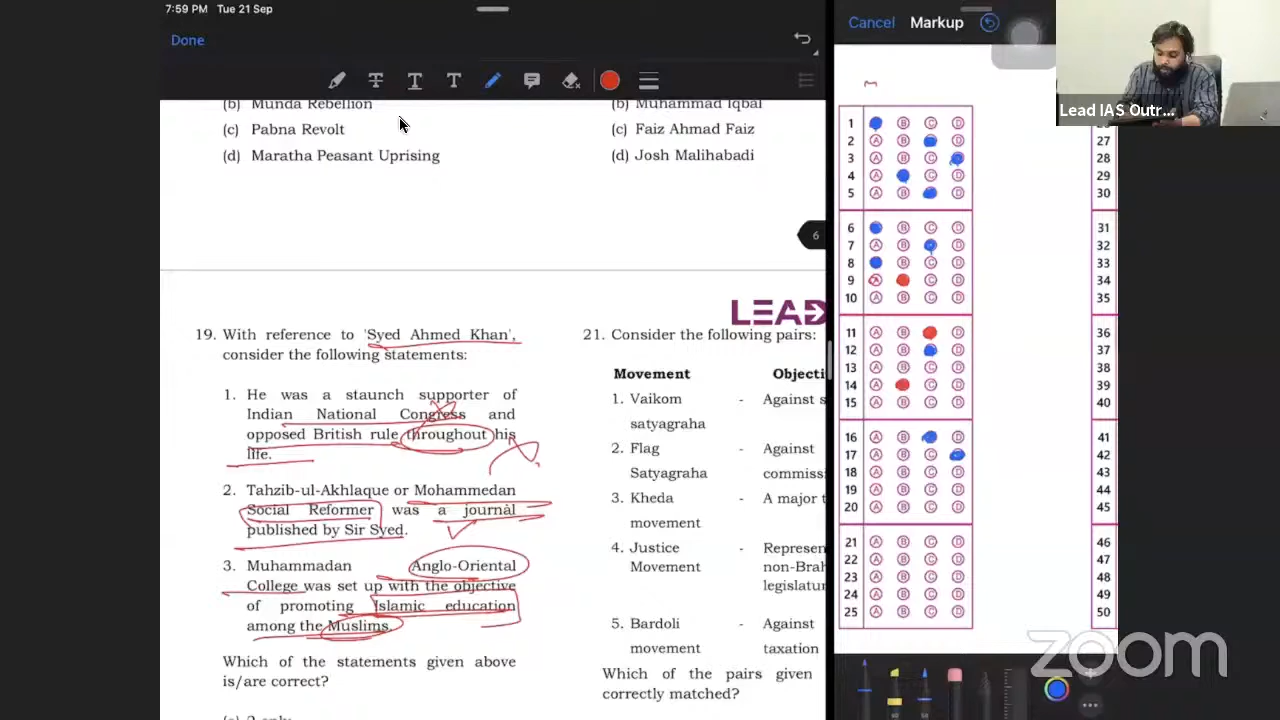 7:59 PM Tue 21 Sep
Done
(b) Munda Rebellion
(c) Pabna Revolt
(d) Maratha Peasant Uprising
(b) Muhammad Iqbal
(c) Faiz Ahmad Faiz
(d) Josh Malihabadi
6
LEAD
19. With reference to 'Syed Ahmed Khan',
consider the following statements:
1. He was a staunch supporter of
Indian National Congress and
opposed British rule throughout his
life.
2. Tahzib-ul-Akhlaque or Mohammedan
Social Reformer was a journal
published by Sir Syed.
3. Muhammadan Anglo-Oriental
College was set up with the objective
of promoting Islamic education
among the Muslims.
Which of the statements given above
is/are correct?
21. Consider the following pairs:
Movement Objecti
1. Vaikom - Against s
satyagraha
2. Flag - Against
Satyagraha commissi
3. Kheda - A major t
movement
4. Justice - Represen
Movement non-Brah
legislatur
5. Bardoli - Against
movement taxation
Which of the pairs given
correctly matched?
Cancel Markup
1 B C D
2 A B D 27
3 A B C 28
4 A C D 29
5 A B D 30
6 B C D 31
7 A B D 32
8 B C D 33
9 A C D 34
10 A B C D 35
11 A B D 36
12 A B D 37
13 A B C D 38
14 A C D 39
15 A B C D 40
16 A B D 41
17 A B C 42
18 A B C D 43
19 A B C D 44
20 A B C D 45
21 A B C D 46
22 A B C D 47
23 A B C D 48
24 A B C D 49
25 A B C D 50
Lead IAS Outr...
zoom